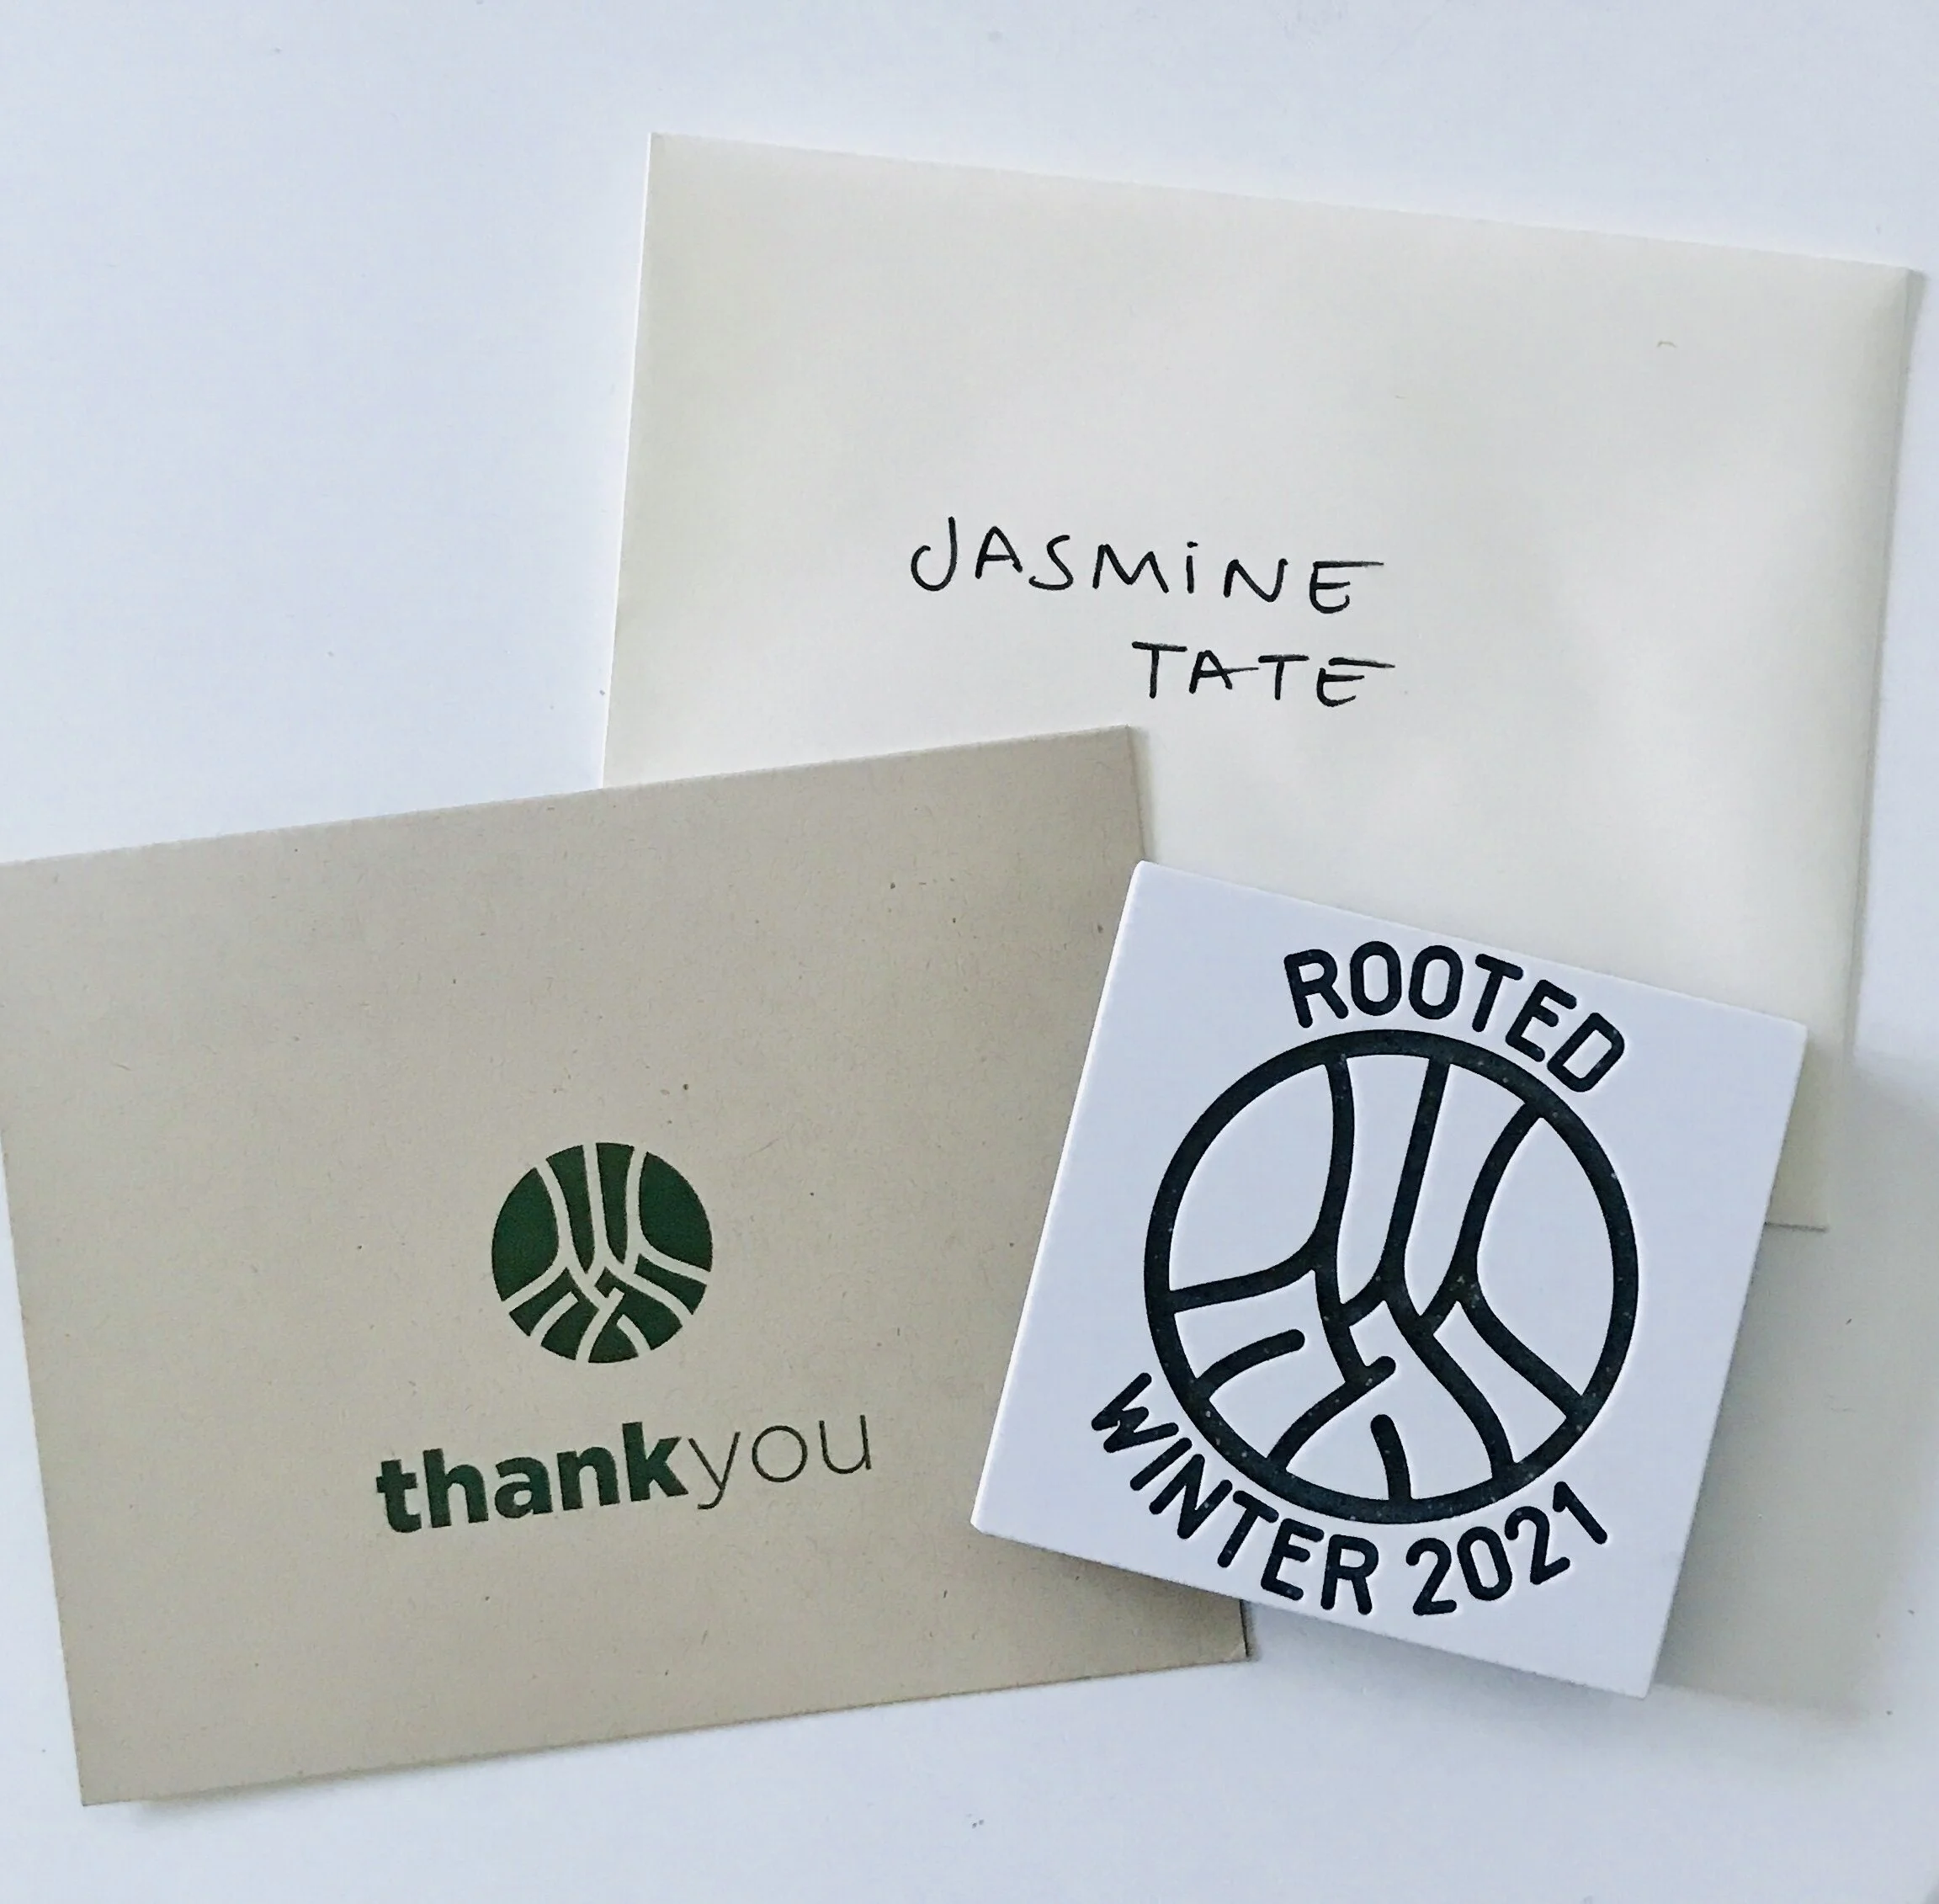 JASMiNE
TATE
thankyou
ROOTED
WINTER 2021